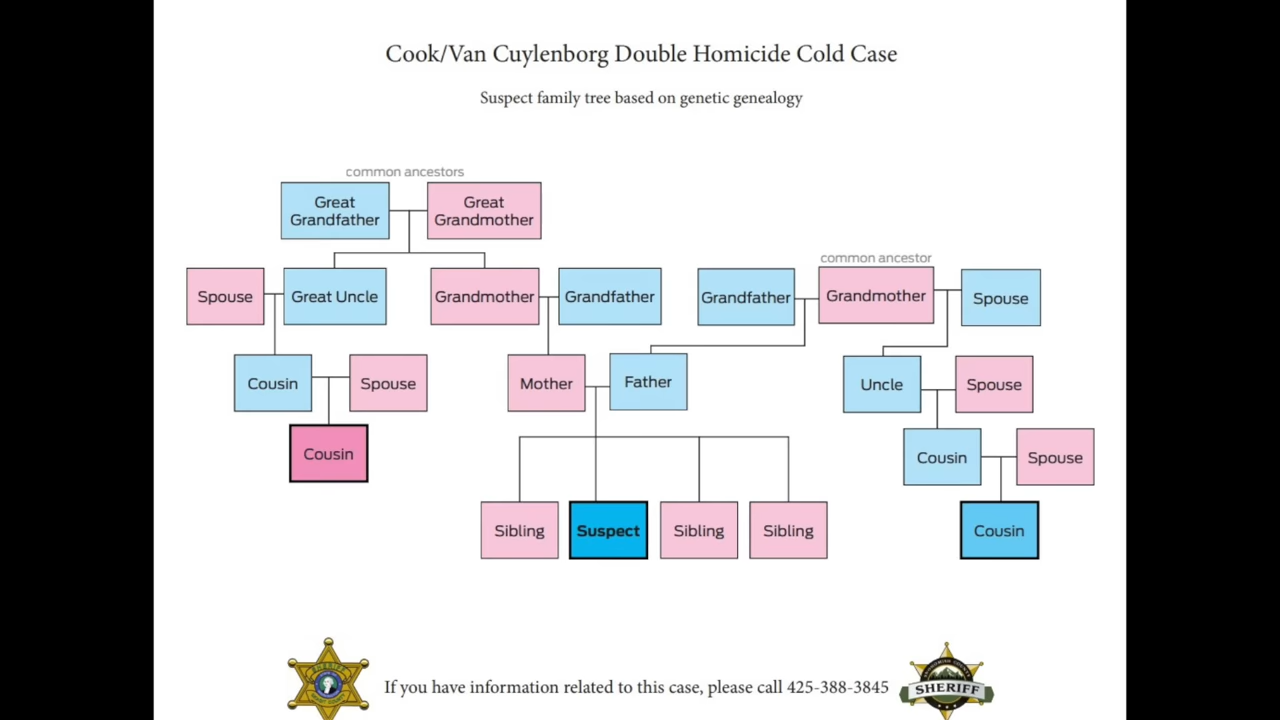 Cook/Van Cuylenborg Double Homicide Cold Case
Suspect family tree based on genetic genealogy
common ancestors
Great
Grandfather
Great
Grandmother
common ancestor
Spouse
Great Uncle
Grandmother
Grandfather
Grandfather
Grandmother
Spouse
Cousin
Spouse
Mother
Father
Uncle
Spouse
Cousin
Cousin
Spouse
Sibling
Suspect
Sibling
Sibling
Cousin
If you have information related to this case, please call 425-388-3845
SHERIFF
SHERIFF